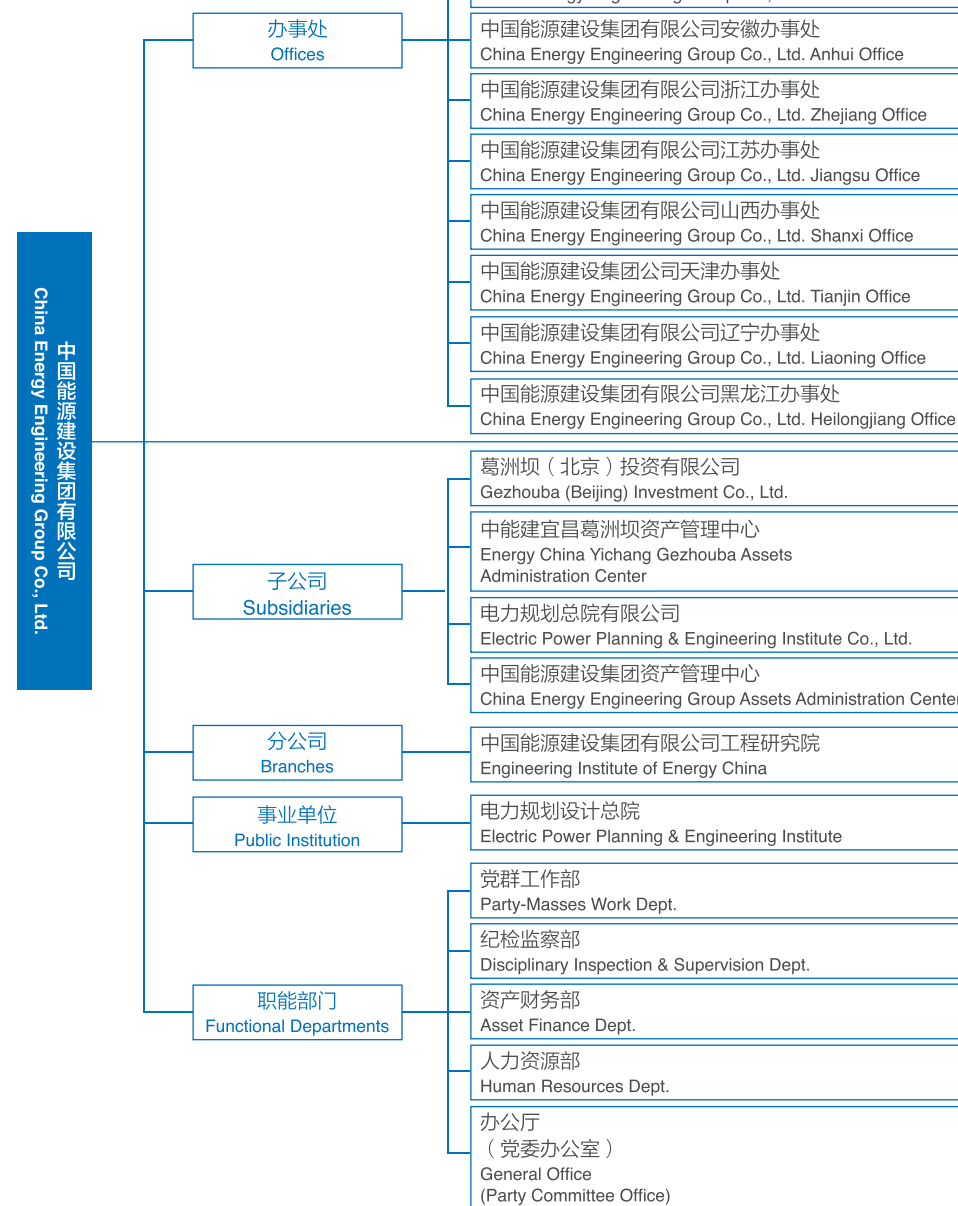 办事处
Offices
中国能源建设集团有限公司安徽办事处
China Energy Engineering Group Co., Ltd. Anhui Office
中国能源建设集团有限公司浙江办事处
China Energy Engineering Group Co., Ltd. Zhejiang Office
中国能源建设集团有限公司江苏办事处
China Energy Engineering Group Co., Ltd. Jiangsu Office
中国能源建设集团有限公司山西办事处
China Energy Engineering Group Co., Ltd. Shanxi Office
中国能源建设集团公司天津办事处
China Energy Engineering Group Co., Ltd. Tianjin Office
中国能源建设集团有限公司辽宁办事处
China Energy Engineering Group Co., Ltd. Liaoning Office
中国能源建设集团有限公司黑龙江办事处
China Energy Engineering Group Co., Ltd. Heilongjiang Office
中国能源建设集团有限公司
China Energy Engineering Group Co., Ltd.
子公司
Subsidiaries
葛洲坝（北京）投资有限公司
Gezhouba (Beijing) Investment Co., Ltd.
中能建宜昌葛洲坝资产管理中心
Energy China Yichang Gezhouba Assets
Administration Center
电力规划总院有限公司
Electric Power Planning & Engineering Institute Co., Ltd.
中国能源建设集团资产管理中心
China Energy Engineering Group Assets Administration Center
分公司
Branches
中国能源建设集团有限公司工程研究院
Engineering Institute of Energy China
事业单位
Public Institution
电力规划设计总院
Electric Power Planning & Engineering Institute
职能部门
Functional Departments
党群工作部
Party-Masses Work Dept.
纪检监察部
Disciplinary Inspection & Supervision Dept.
资产财务部
Asset Finance Dept.
人力资源部
Human Resources Dept.
办公厅
（党委办公室）
General Office
(Party Committee Office)